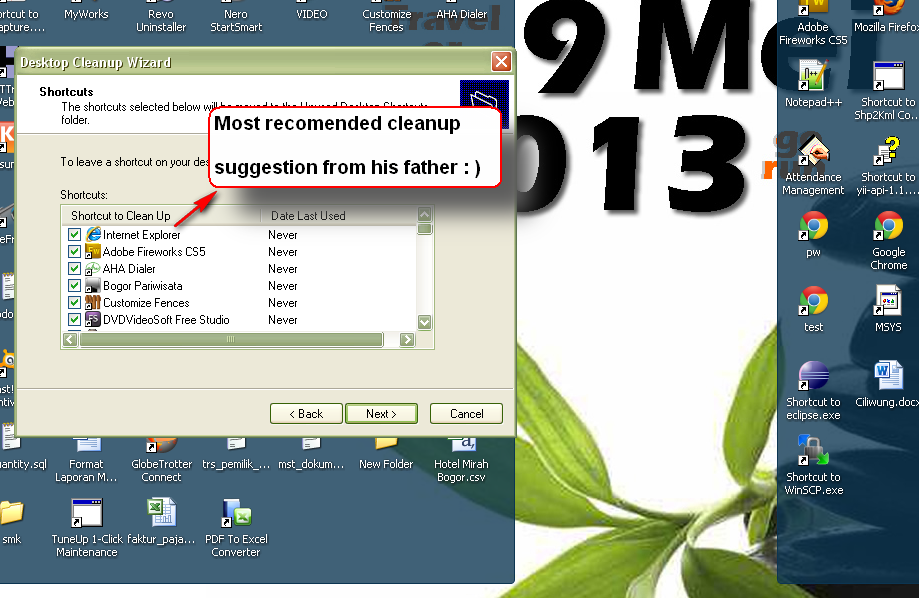 ortcut to
apture....
MyWorks
Revo
Uninstaller
Nero
StartSmart
VIDEO
Customize
Fences
AHA Dialer
Travel
9 Mei
2013
go
Adobe
Fireworks CS5
Mozilla Firefox
Notepad++
Shortcut to
Shp2Kml Co...
Attendance
Management
Shortcut to
yii-api-1.1....
pw
Google
Chrome
test
MSYS
Shortcut to
eclipse.exe
Ciliwung.docx
Shortcut to
WinSCP.exe
Desktop Cleanup Wizard
Shortcuts
The shortcuts selected below will be moved to the Unused Desktop Shortcuts
folder.
Most recomended cleanup
suggestion from his father : )
To leave a shortcut on your des
Shortcuts:
Shortcut to Clean Up
Date Last Used
Internet Explorer Never
Adobe Fireworks CS5 Never
AHA Dialer Never
Bogor Pariwisata Never
Customize Fences Never
DVDVideoSoft Free Studio Never
< Back
Next >
Cancel
antity.sql
Format
Laporan M...
GlobeTrotter
Connect
trs_pemilik_...
mst_dokum...
New Folder
Hotel Mirah
Bogor.csv
smk
TuneUp 1-Click
Maintenance
faktur_paja...
PDF To Excel
Converter